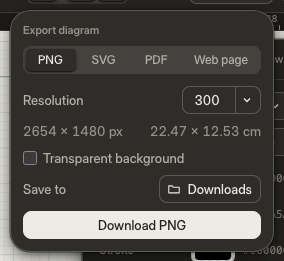 Export diagram
PNG SVG PDF Web page
Resolution 300
2654 × 1480 px 22.47 × 12.53 cm
Transparent background
Save to Downloads
Download PNG